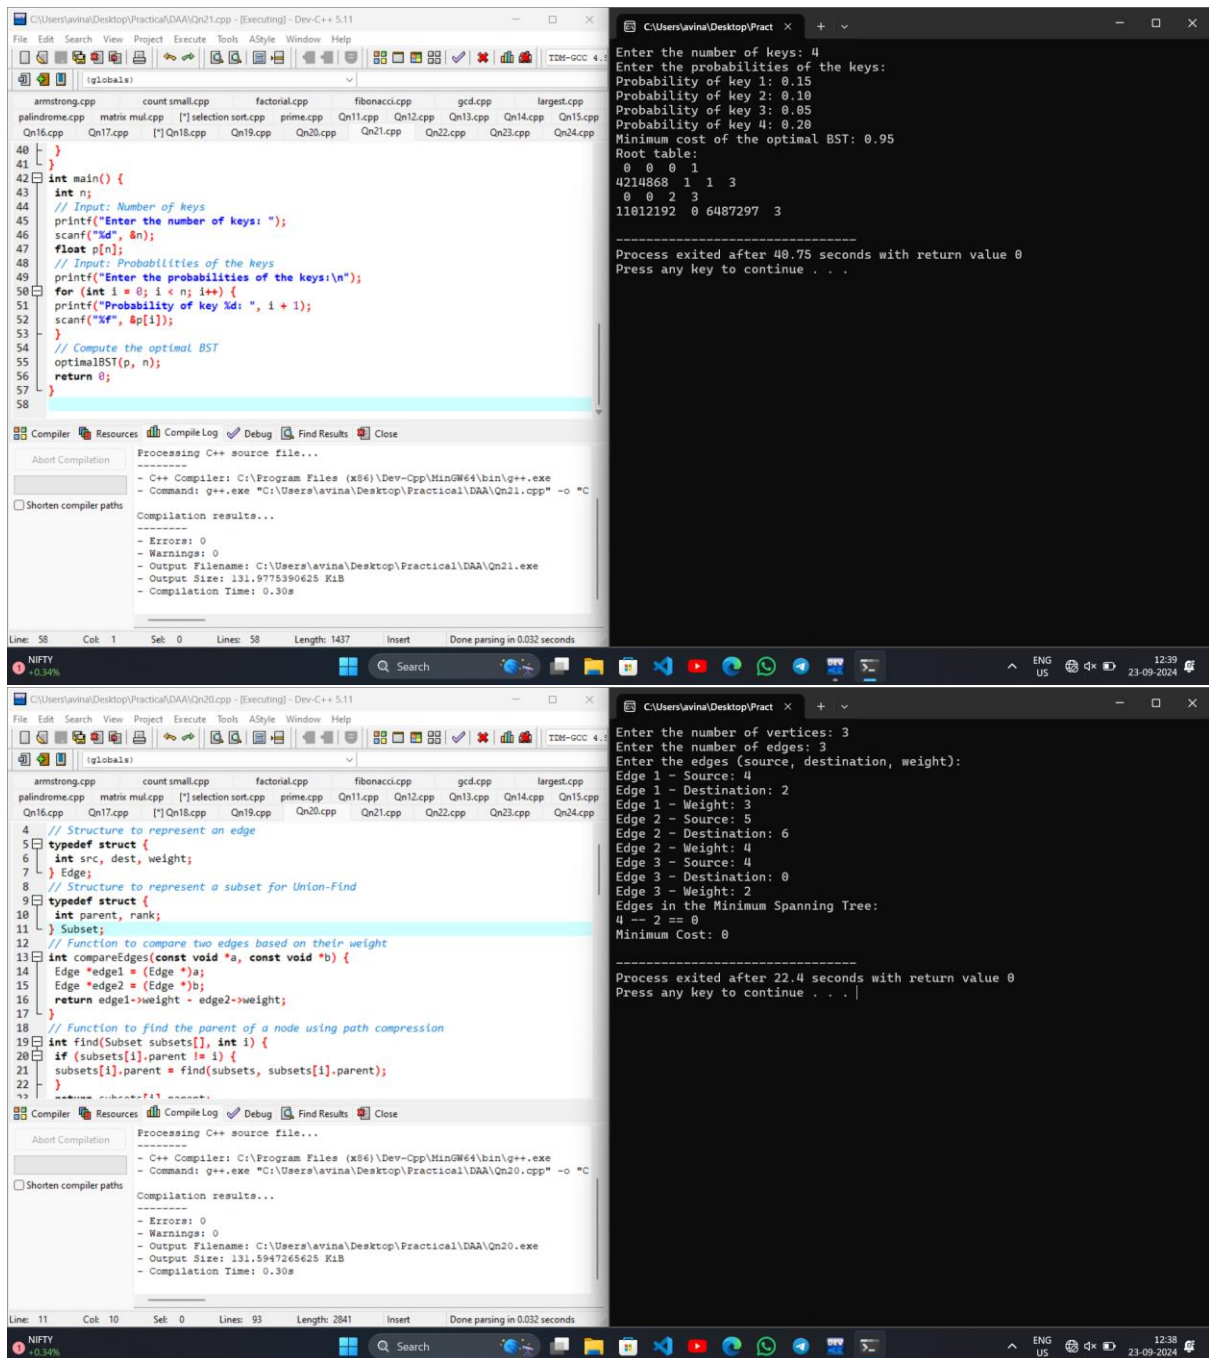 C:\Users\avina\Desktop\Practical\DAA\Qn21.cpp - [Executing] - Dev-C++ 5.11
File Edit Search View Project Execute Tools AStyle Window Help
TDM-GCC 4.9
(globals)
armstrong.cpp count small.cpp factorial.cpp fibonacci.cpp gcd.cpp largest.cpp
palindrome.cpp matrix mul.cpp [*] selection sort.cpp prime.cpp Qn11.cpp Qn12.cpp Qn13.cpp Qn14.cpp Qn15.cpp
Qn16.cpp Qn17.cpp [*] Qn18.cpp Qn19.cpp Qn20.cpp Qn21.cpp Qn22.cpp Qn23.cpp Qn24.cpp
40 }
41 }
42 int main() {
43 int n;
44 // Input: Number of keys
45 printf("Enter the number of keys: ");
46 scanf("%d", &n);
47 float p[n];
48 // Input: Probabilities of the keys
49 printf("Enter the probabilities of the keys:\n");
50 for (int i = 0; i < n; i++) {
51 printf("Probability of key %d: ", i + 1);
52 scanf("%f", &p[i]);
53 }
54 // Compute the optimal BST
55 optimalBST(p, n);
56 return 0;
57 }
58
Compiler Resources Compile Log Debug Find Results Close
Abort Compilation
Shorten compiler paths
Processing C++ source file...
--------
- C++ Compiler: C:\Program Files (x86)\Dev-Cpp\MinGW64\bin\g++.exe
- Command: g++.exe "C:\Users\avina\Desktop\Practical\DAA\Qn21.cpp" -o "C
Compilation results...
--------
- Errors: 0
- Warnings: 0
- Output Filename: C:\Users\avina\Desktop\Practical\DAA\Qn21.exe
- Output Size: 131.9775390625 KiB
- Compilation Time: 0.30s
Line: 58 Col: 1 Sel: 0 Lines: 58 Length: 1437 Insert Done parsing in 0.032 seconds
C:\Users\avina\Desktop\Pract
Enter the number of keys: 4
Enter the probabilities of the keys:
Probability of key 1: 0.15
Probability of key 2: 0.10
Probability of key 3: 0.05
Probability of key 4: 0.20
Minimum cost of the optimal BST: 0.95
Root table:
0 0 0 1
4214868 1 1 3
0 0 2 3
11012192 0 6487297 3
--------------------------------
Process exited after 40.75 seconds with return value 0
Press any key to continue . . .
1 NIFTY
+0.34%
Search
ENG
US
12:39
23-09-2024
C:\Users\avina\Desktop\Practical\DAA\Qn20.cpp - [Executing] - Dev-C++ 5.11
File Edit Search View Project Execute Tools AStyle Window Help
TDM-GCC 4.9
(globals)
armstrong.cpp count small.cpp factorial.cpp fibonacci.cpp gcd.cpp largest.cpp
palindrome.cpp matrix mul.cpp [*] selection sort.cpp prime.cpp Qn11.cpp Qn12.cpp Qn13.cpp Qn14.cpp Qn15.cpp
Qn16.cpp Qn17.cpp [*] Qn18.cpp Qn19.cpp Qn20.cpp Qn21.cpp Qn22.cpp Qn23.cpp Qn24.cpp
4 // Structure to represent an edge
5 typedef struct {
6 int src, dest, weight;
7 } Edge;
8 // Structure to represent a subset for Union-Find
9 typedef struct {
10 int parent, rank;
11 } Subset;
12 // Function to compare two edges based on their weight
13 int compareEdges(const void *a, const void *b) {
14 Edge *edge1 = (Edge *)a;
15 Edge *edge2 = (Edge *)b;
16 return edge1->weight - edge2->weight;
17 }
18 // Function to find the parent of a node using path compression
19 int find(Subset subsets[], int i) {
20 if (subsets[i].parent != i) {
21 subsets[i].parent = find(subsets, subsets[i].parent);
22 }
23 return subsets[i].parent;
Compiler Resources Compile Log Debug Find Results Close
Abort Compilation
Shorten compiler paths
Processing C++ source file...
--------
- C++ Compiler: C:\Program Files (x86)\Dev-Cpp\MinGW64\bin\g++.exe
- Command: g++.exe "C:\Users\avina\Desktop\Practical\DAA\Qn20.cpp" -o "C
Compilation results...
--------
- Errors: 0
- Warnings: 0
- Output Filename: C:\Users\avina\Desktop\Practical\DAA\Qn20.exe
- Output Size: 131.5947265625 KiB
- Compilation Time: 0.30s
Line: 11 Col: 10 Sel: 0 Lines: 93 Length: 2841 Insert Done parsing in 0.032 seconds
C:\Users\avina\Desktop\Pract
Enter the number of vertices: 3
Enter the number of edges: 3
Enter the edges (source, destination, weight):
Edge 1 - Source: 4
Edge 1 - Destination: 2
Edge 1 - Weight: 3
Edge 2 - Source: 5
Edge 2 - Destination: 6
Edge 2 - Weight: 4
Edge 3 - Source: 4
Edge 3 - Destination: 0
Edge 3 - Weight: 2
Edges in the Minimum Spanning Tree:
4 -- 2 == 0
Minimum Cost: 0
--------------------------------
Process exited after 22.4 seconds with return value 0
Press any key to continue . . .
1 NIFTY
+0.34%
Search
ENG
US
12:38
23-09-2024